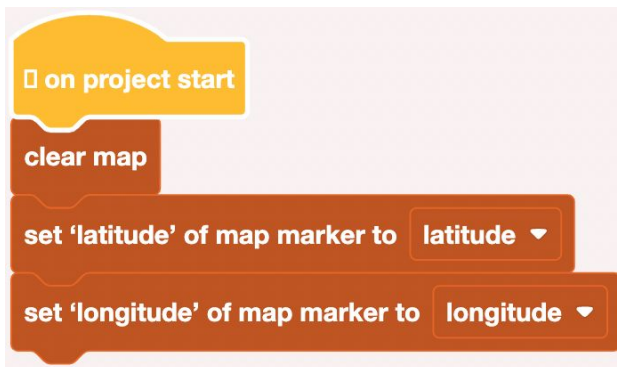 ▯ on project start
clear map
set ‘latitude’ of map marker to latitude
set ‘longitude’ of map marker to longitude